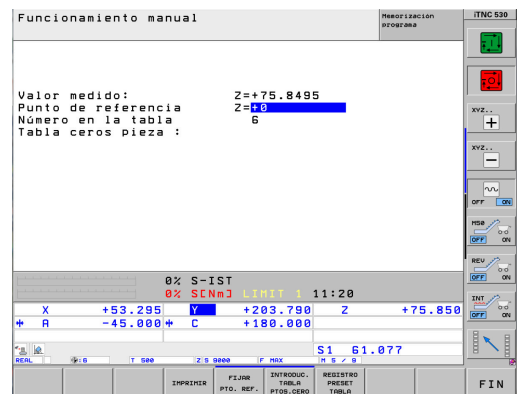 Funcionamiento manual
Memorización
programa
iTNC 530
Valor medido: Z=+75.8495
Punto de referencia Z=+0
Número en la tabla 6
Tabla ceros pieza :
XYZ..
+
XYZ..
−
OFF ON
M50
OFF ON
REV
OFF ON
INT
OFF ON
0% S-IST
0% S[Nm] LIMIT 1 11:20
X +53.295 Y +203.790 Z +75.850
A -45.000 C +180.000
S1 61.077
REAL :6 T 500 Z S 9000 F MAX M 5 / 9
IMPRIMIR
FIJAR
PTO. REF.
INTRODUC.
TABLA
PTOS.CERO
REGISTRO
PRESET
TABLA
FIN